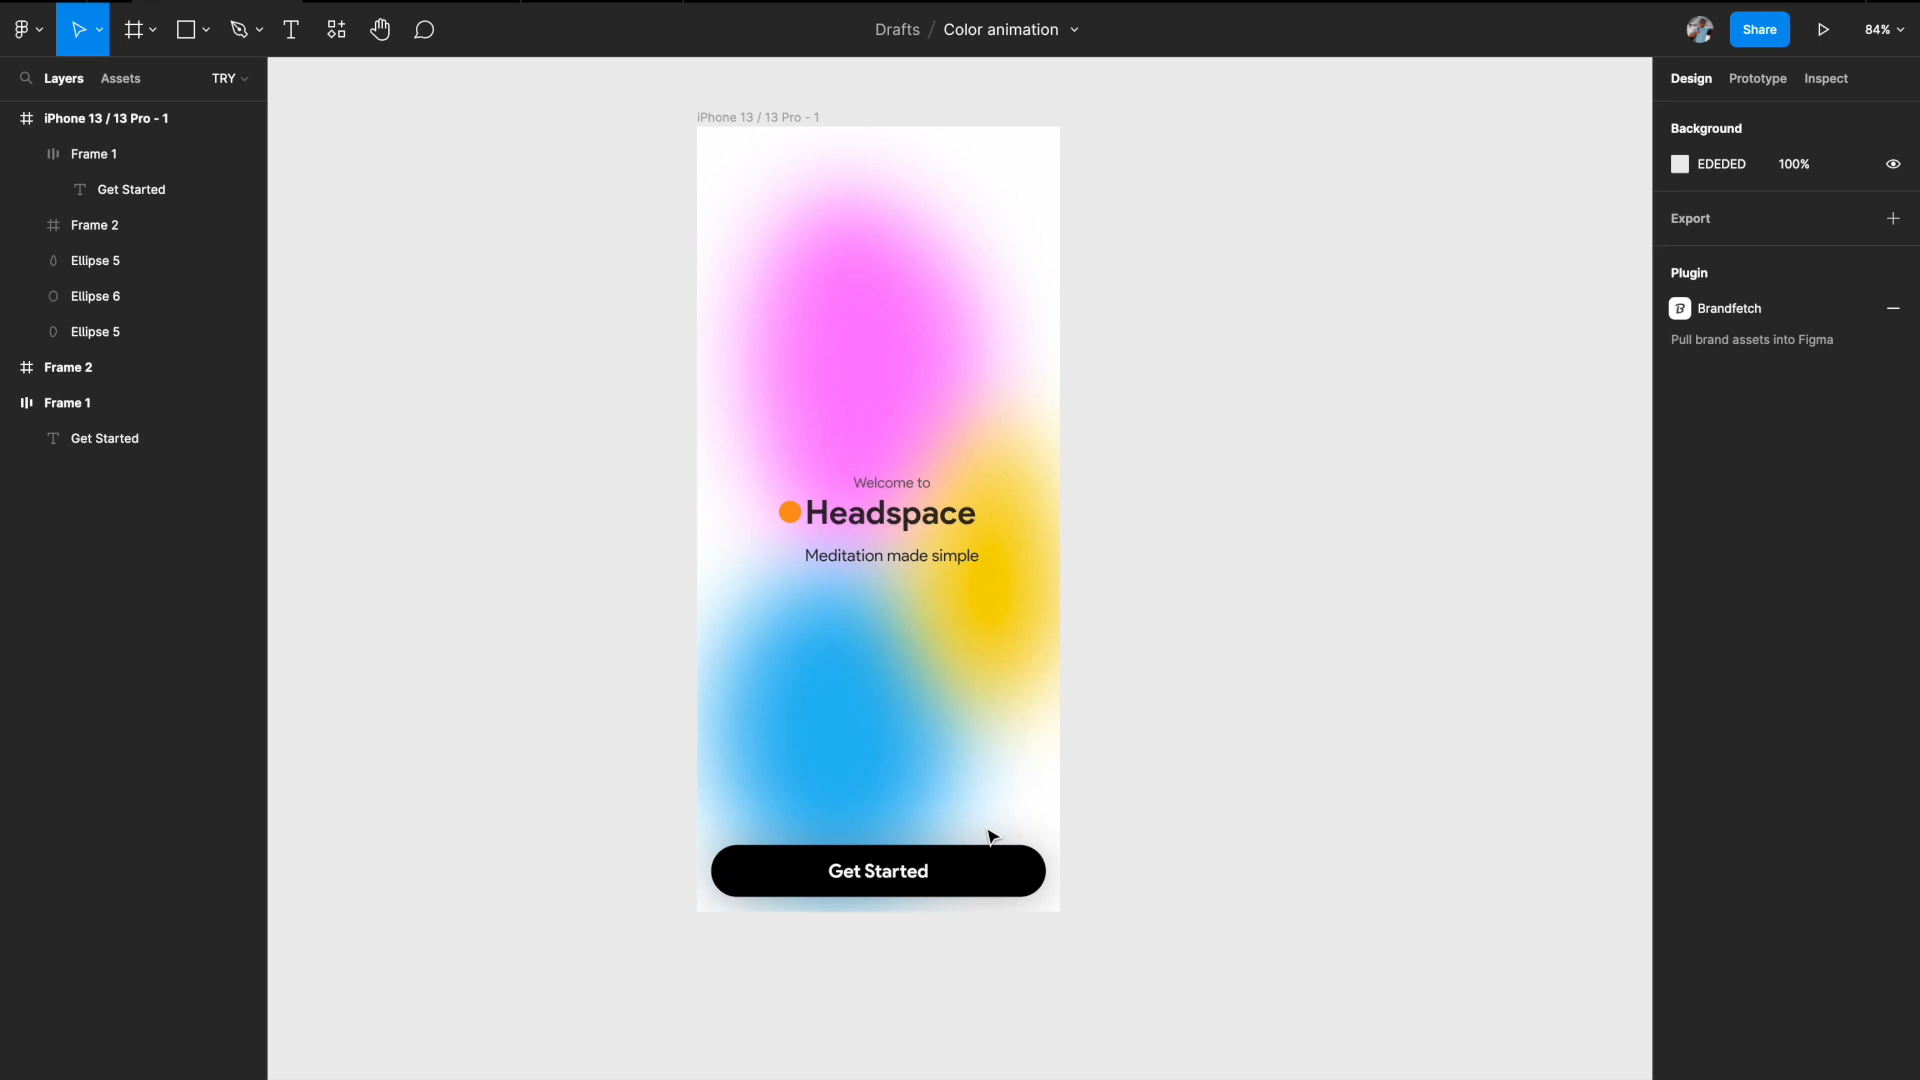 Drafts / Color animation
Share
84%
Layers
Assets
TRY
Design
Prototype
Inspect
iPhone 13 / 13 Pro - 1
Frame 1
Get Started
Frame 2
Ellipse 5
Ellipse 6
Ellipse 5
Frame 2
Frame 1
Get Started
iPhone 13 / 13 Pro - 1
Welcome to
Headspace
Meditation made simple
Get Started
Background
EDEDED 100%
Export
Plugin
B Brandfetch
Pull brand assets into Figma